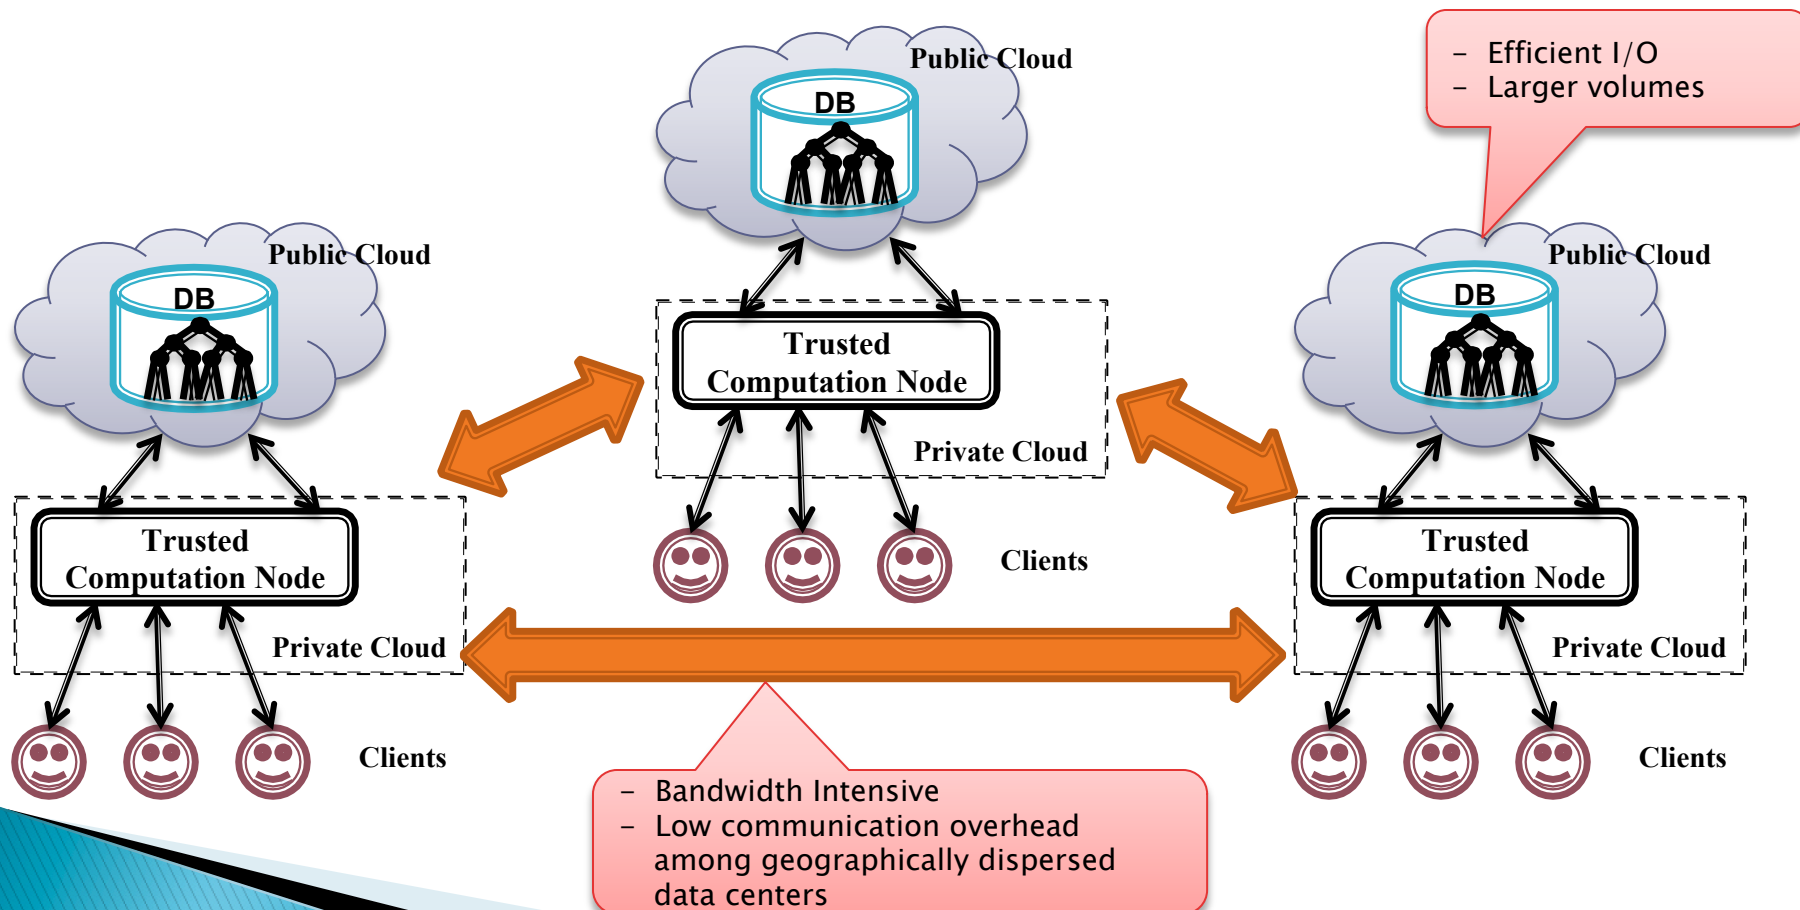 Public Cloud
DB
- Efficient I/O
- Larger volumes
Public Cloud
DB
Public Cloud
DB
Trusted
Computation Node
Private Cloud
Clients
Trusted
Computation Node
Private Cloud
Clients
Trusted
Computation Node
Private Cloud
Clients
- Bandwidth Intensive
- Low communication overhead
among geographically dispersed
data centers